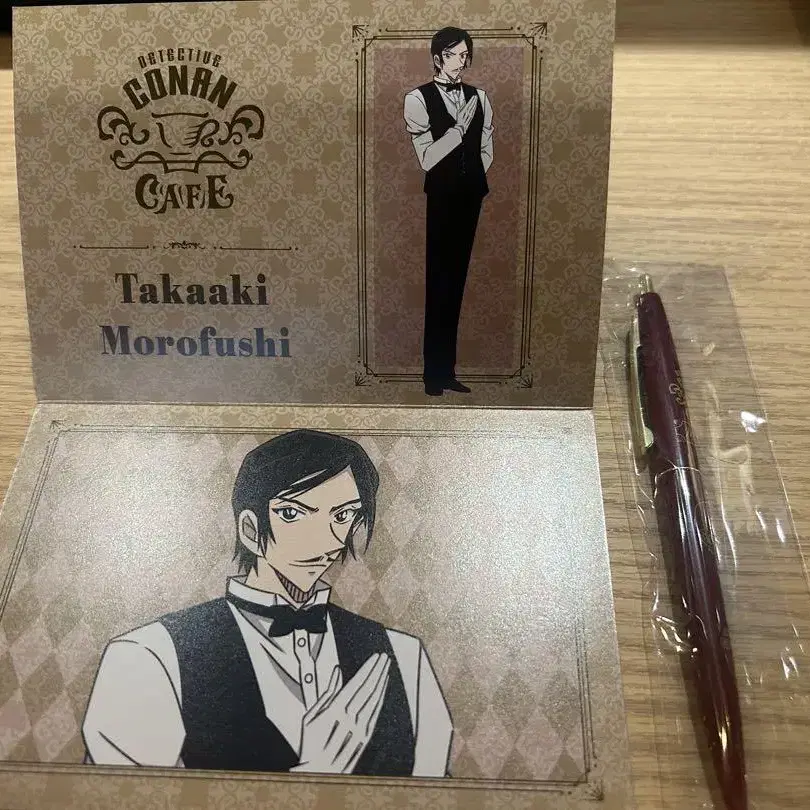 DETECTIVE
CONAN
CAFE
Takaaki
Morofushi